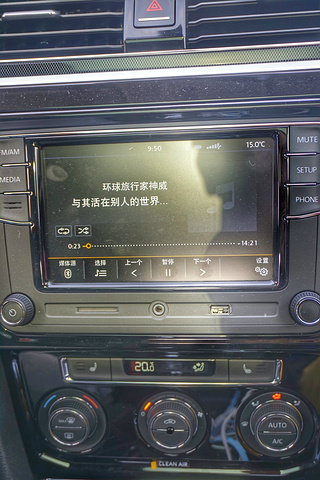 9:50 15.0°C
FM/AM MUTE
MEDIA SETUP
PHONE
环球旅行家神威
与其活在别人的世界...
0:23 -14:21
媒体源 选择 上一个 暂停 下一个 设置
20.0
AUTO
A/C
CLEAN AIR